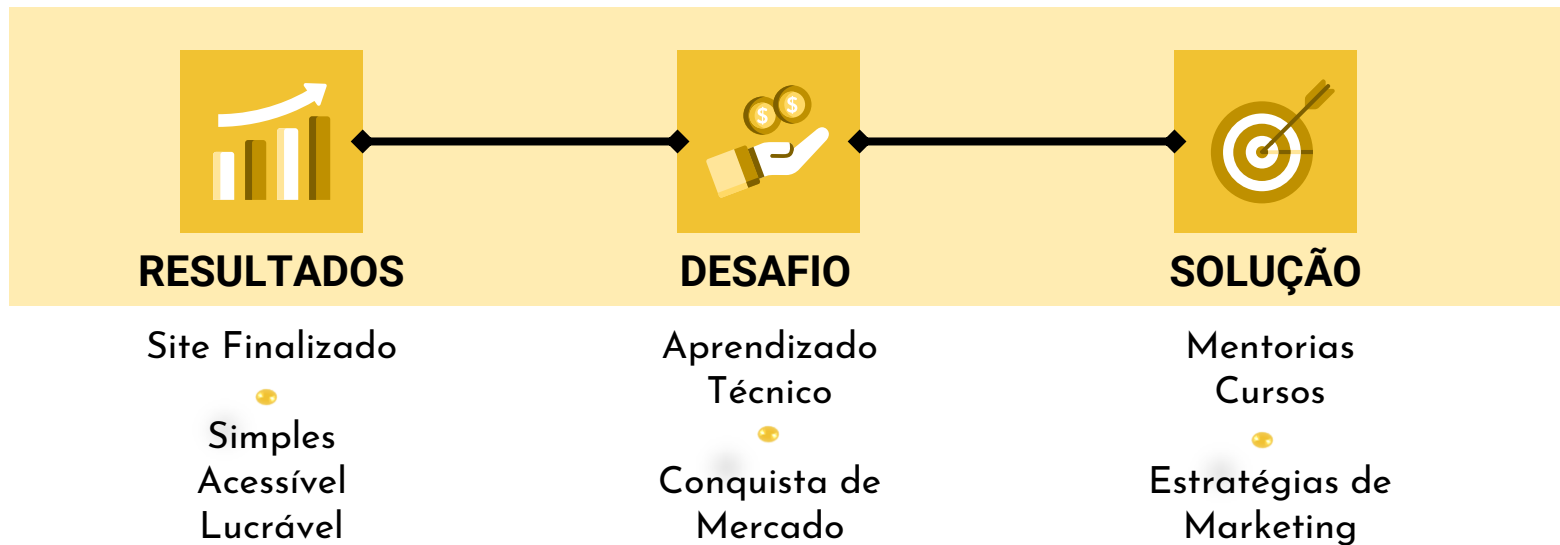 $ $
RESULTADOS
Site Finalizado
Simples
Acessível
Lucrável
DESAFIO
Aprendizado
Técnico
Conquista de
Mercado
SOLUÇÃO
Mentorias
Cursos
Estratégias de
Marketing